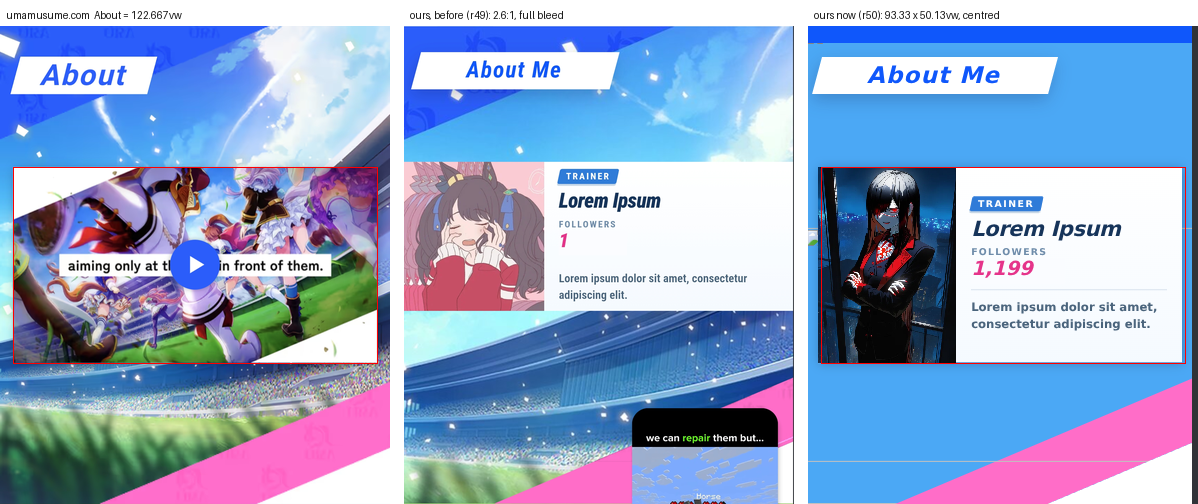 umamusume.com  About = 122.667vw
About
aiming only at th in front of them.
ours, before (r49): 2.6:1, full bleed
About Me
TRAINER
Lorem Ipsum
FOLLOWERS
1
Lorem ipsum dolor sit amet, consectetur
adipiscing elit.
we can repair them but...
Horse
ours now (r50): 93.33 x 50.13vw, centred
About Me
TRAINER
Lorem Ipsum
FOLLOWERS
1,199
Lorem ipsum dolor sit amet,
consectetur adipiscing elit.